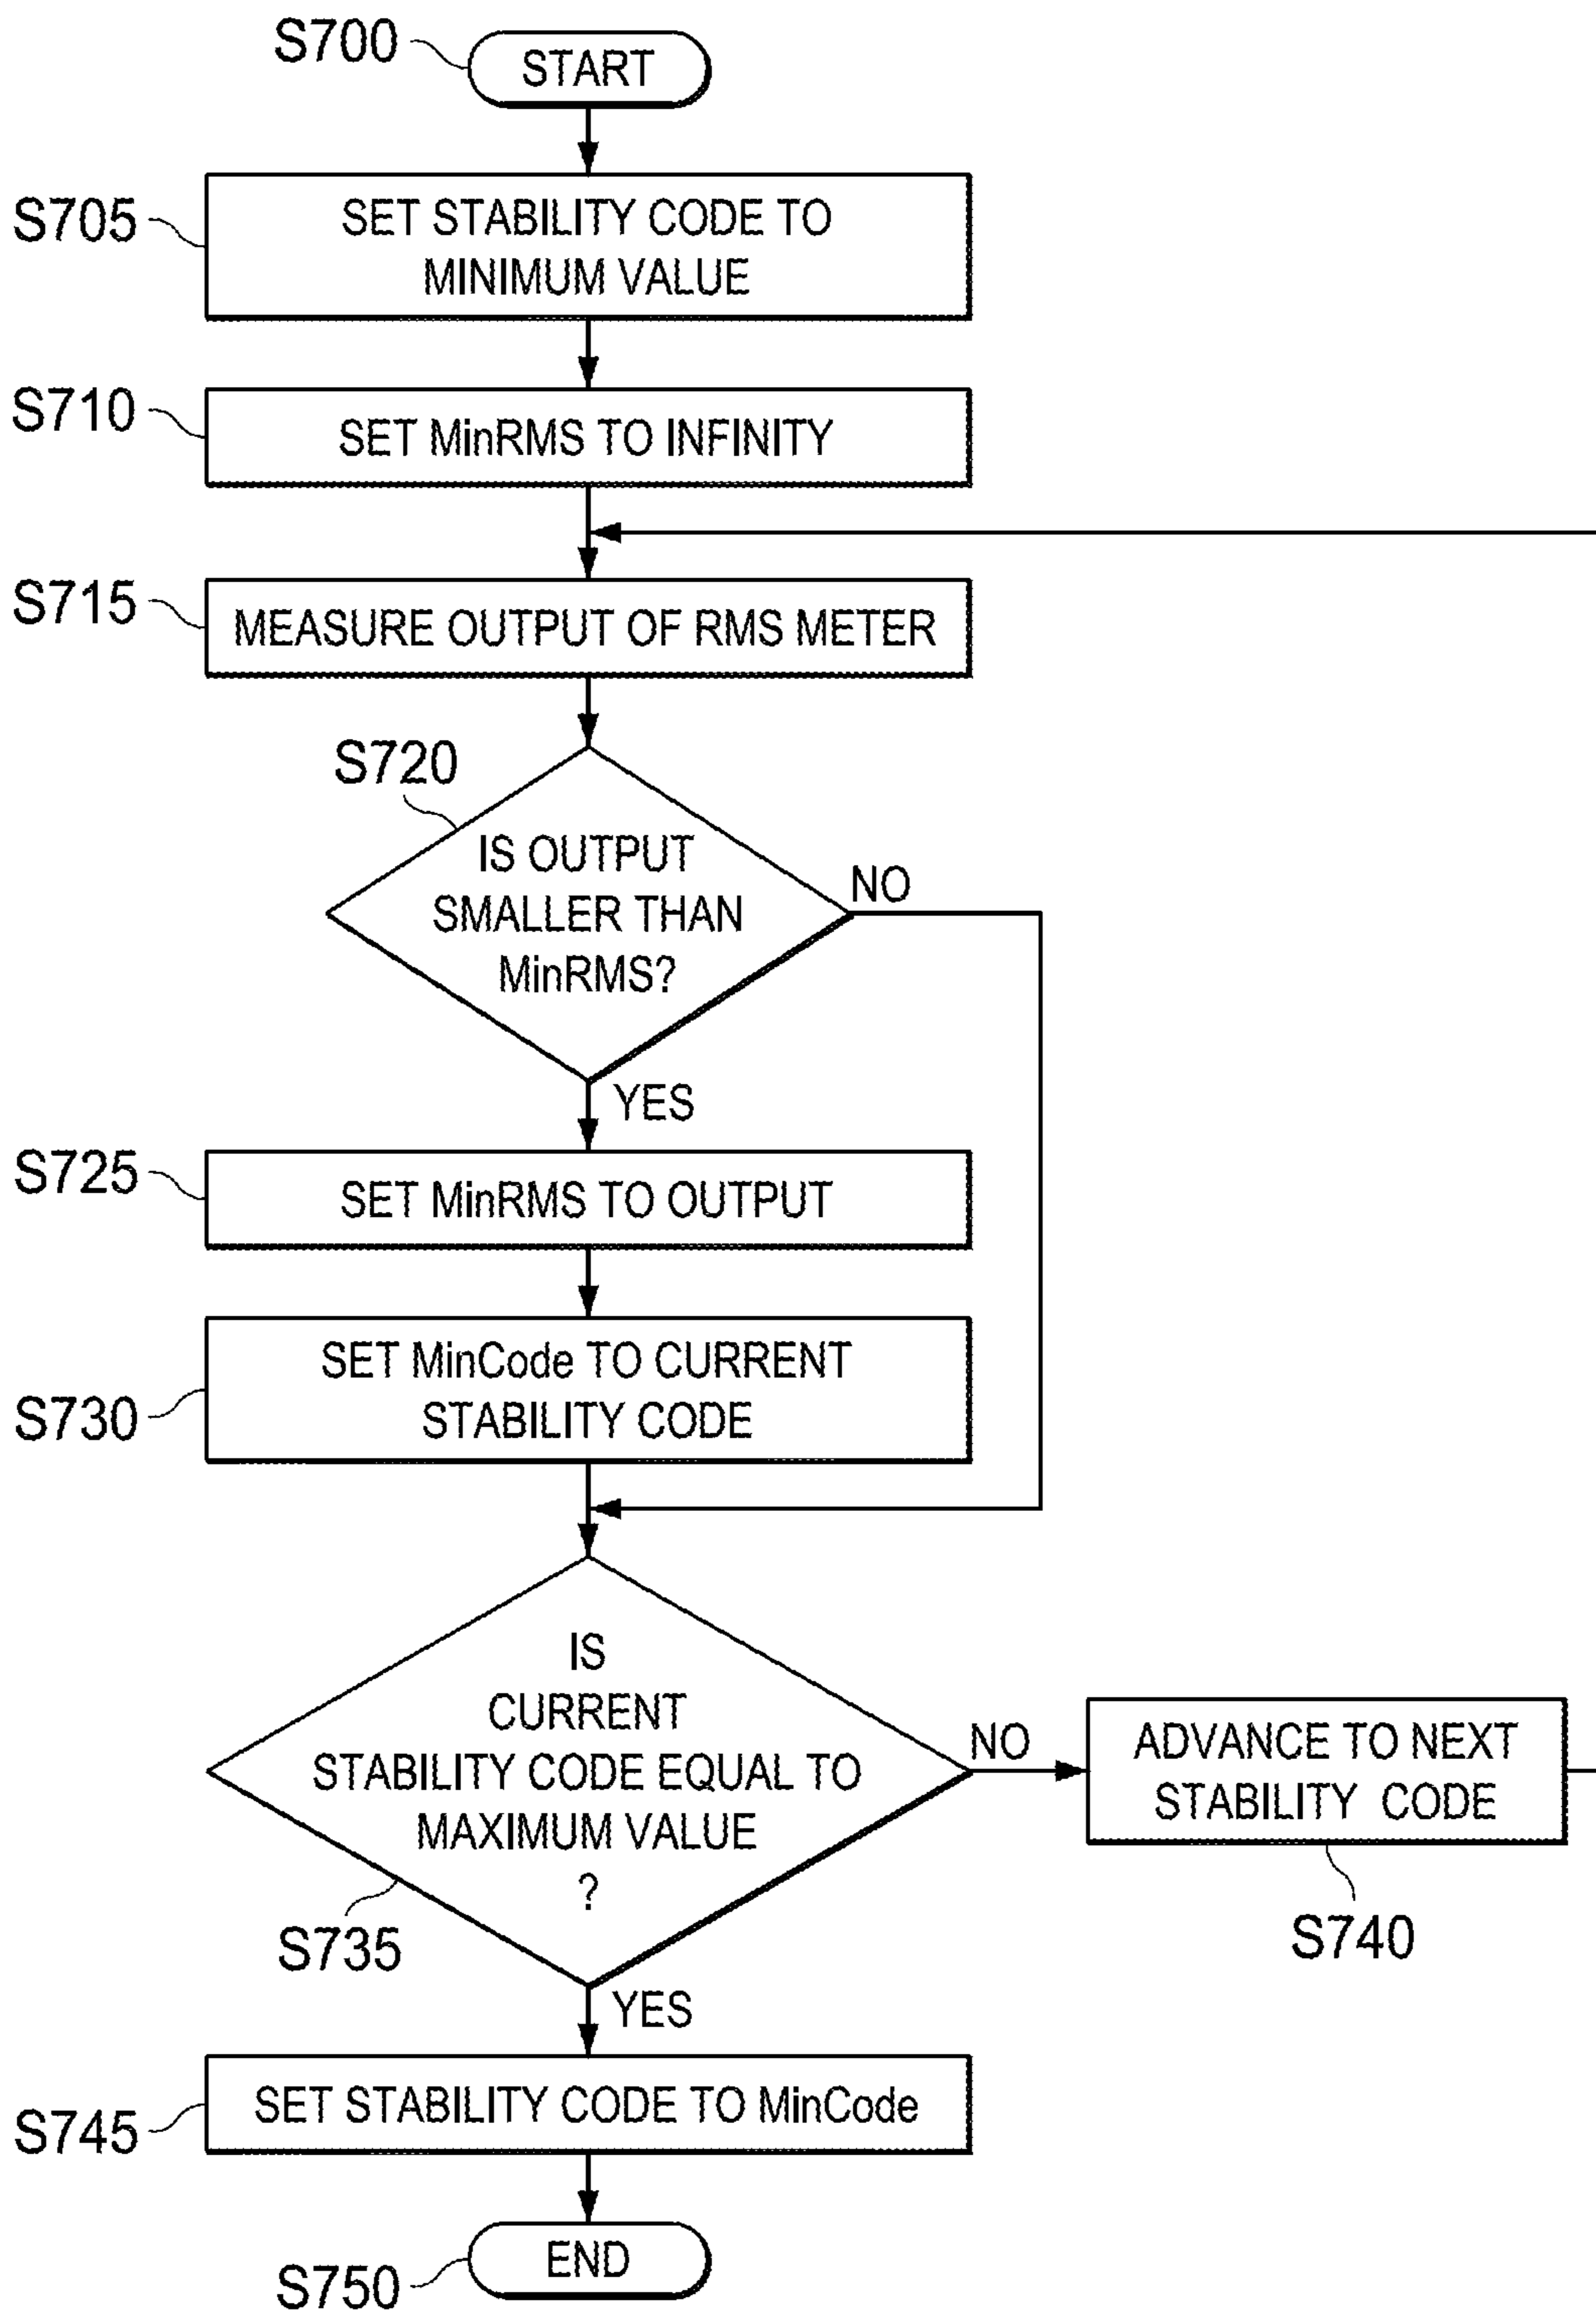 S700
START
S705
SET STABILITY CODE TO
MINIMUM VALUE
S710
SET MinRMS TO INFINITY
S715
MEASURE OUTPUT OF RMS METER
S720
IS OUTPUT
SMALLER THAN
MinRMS?
NO
YES
S725
SET MinRMS TO OUTPUT
S730
SET MinCode TO CURRENT
STABILITY CODE
IS
CURRENT
STABILITY CODE EQUAL TO
MAXIMUM VALUE
?
S735
NO
ADVANCE TO NEXT
STABILITY CODE
S740
YES
S745
SET STABILITY CODE TO MinCode
S750
END